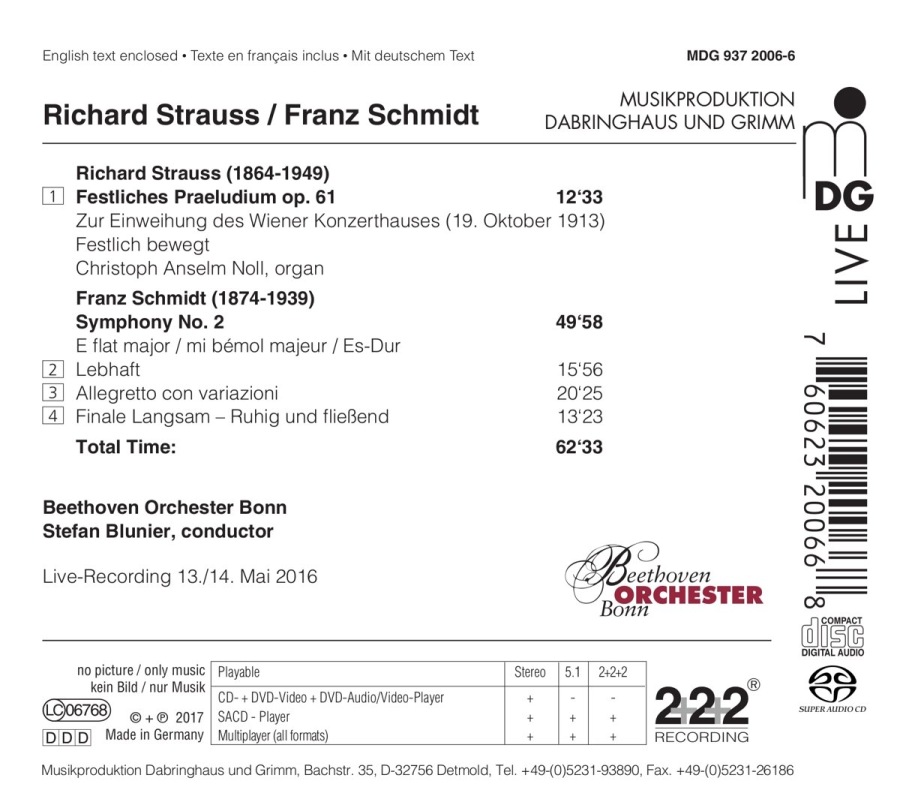 English text enclosed • Texte en français inclus • Mit deutschem Text
MDG 937 2006-6
Richard Strauss / Franz Schmidt
MUSIKPRODUKTION
DABRINGHAUS UND GRIMM
mDG
LIVE
Richard Strauss (1864-1949)
1 Festliches Praeludium op. 61 12‘33
Zur Einweihung des Wiener Konzerthauses (19. Oktober 1913)
Festlich bewegt
Christoph Anselm Noll, organ
Franz Schmidt (1874-1939)
Symphony No. 2 49‘58
E flat major / mi bémol majeur / Es-Dur
2 Lebhaft 15‘56
3 Allegretto con variazioni 20‘25
4 Finale Langsam – Ruhig und fließend 13‘23
Total Time: 62‘33
7 60623 20066 8
Beethoven Orchester Bonn
Stefan Blunier, conductor
Live-Recording 13./14. Mai 2016
Beethoven
ORCHESTER
Bonn
COMPACT
disc
DIGITAL AUDIO
SUPER AUDIO CD
no picture / only music
kein Bild / nur Musik
LC 06768 © + ℗ 2017
DDD Made in Germany
Playable Stereo 5.1 2+2+2
CD- + DVD-Video + DVD-Audio/Video-Player + - -
SACD - Player + + +
Multiplayer (all formats) + + +
2+2+2®
RECORDING
Musikproduktion Dabringhaus und Grimm, Bachstr. 35, D-32756 Detmold, Tel. +49-(0)5231-93890, Fax. +49-(0)5231-26186